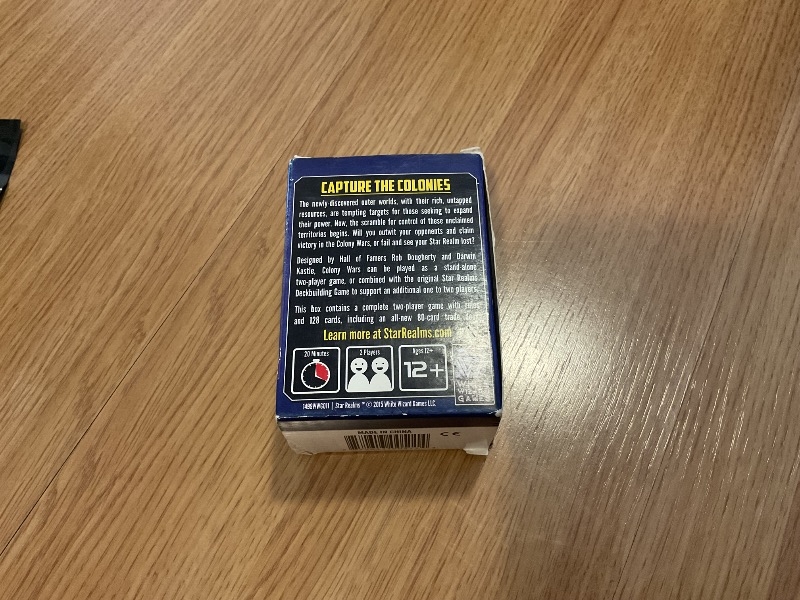 CAPTURE THE COLONIES
The newly-discovered outer worlds, with their rich, untapped
resources, are tempting targets for those seeking to expand
their power. Now, the scramble for control of these unclaimed
territories begins. Will you outwit your opponents and claim
victory in the Colony Wars, or fail and see your Star Realm lost?
Designed by Hall of Famers Rob Dougherty and Darwin
Kastle, Colony Wars can be played as a stand-alone
two-player game, or combined with the original Star Realms
Deckbuilding Game to support an additional one to two players.
This box contains a complete two-player game with rules
and 128 cards, including an all-new 80-card trade
Learn more at StarRealms.com
20 Minutes
2 Players
Ages 12+
12+
GAMES
Star Realms ™ © 2015 White Wizard Games LLC.
MADE IN CHINA
CE